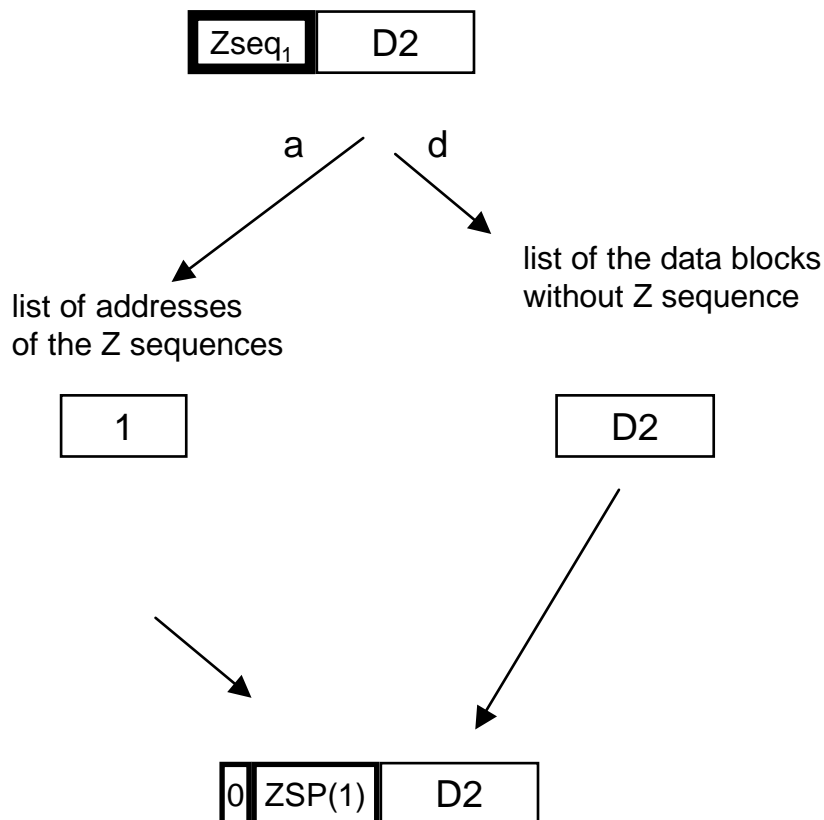 Zseq₁ D2
a d
list of the data blocks
without Z sequence
list of addresses
of the Z sequences
1 D2
0 ZSP(1) D2